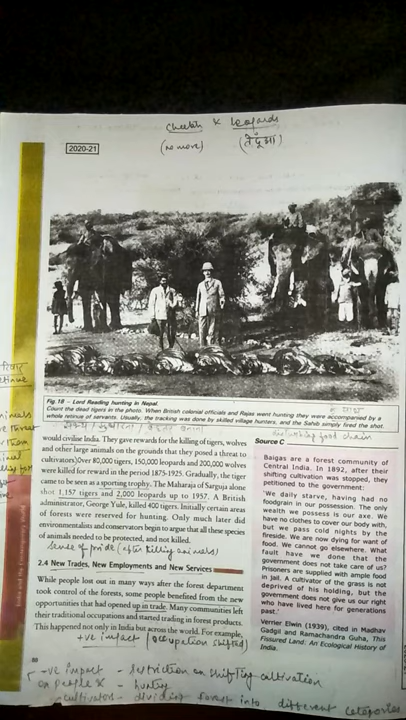 Cheetah & leopards
(remove) (तेंदुआ)
2020-21
Fig.18 – Lord Reading hunting in Nepal.
Count the dead tigers in the photo. When British colonial officials and Rajas went hunting they were accompanied by a
whole retinue of servants. Usually, the tracking was done by skilled village hunters, and the Sahib simply fired the shot.
food chain
would civilise India. They gave rewards for the killing of tigers, wolves
and other large animals on the grounds that they posed a threat to
cultivators. Over 80,000 tigers, 150,000 leopards and 200,000 wolves
were killed for reward in the period 1875-1925. Gradually, the tiger
came to be seen as a sporting trophy. The Maharaja of Sarguja alone
shot 1,157 tigers and 2,000 leopards up to 1957. A British
administrator, George Yule, killed 400 tigers. Initially certain areas
of forests were reserved for hunting. Only much later did
environmentalists and conservators begin to argue that all these species
of animals needed to be protected, and not killed.
Sense of pride (after killing animals)
2.4 New Trades, New Employments and New Services
While people lost out in many ways after the forest department
took control of the forests, some people benefited from the new
opportunities that had opened up in trade. Many communities left
their traditional occupations and started trading in forest products.
This happened not only in India but across the world. For example,
+ve impact (occupation shifted)
Source C
Baigas are a forest community of
Central India. In 1892, after their
shifting cultivation was stopped, they
petitioned to the government:
'We daily starve, having had no
foodgrain in our possession. The only
wealth we possess is our axe. We
have no clothes to cover our body with,
but we pass cold nights by the
fireside. We are now dying for want of
food. We cannot go elsewhere. What
fault have we done that the
government does not take care of us?
Prisoners are supplied with ample food
in jail. A cultivator of the grass is not
deprived of his holding, but the
government does not give us our right
who have lived here for generations
past.'
Verrier Elwin (1939), cited in Madhav
Gadgil and Ramachandra Guha, This
Fissured Land: An Ecological History of
India.
India and the Contemporary World
-ve impact - restriction on shifting cultivation
on people & - hunting
cultivators - dividing forest into different categories